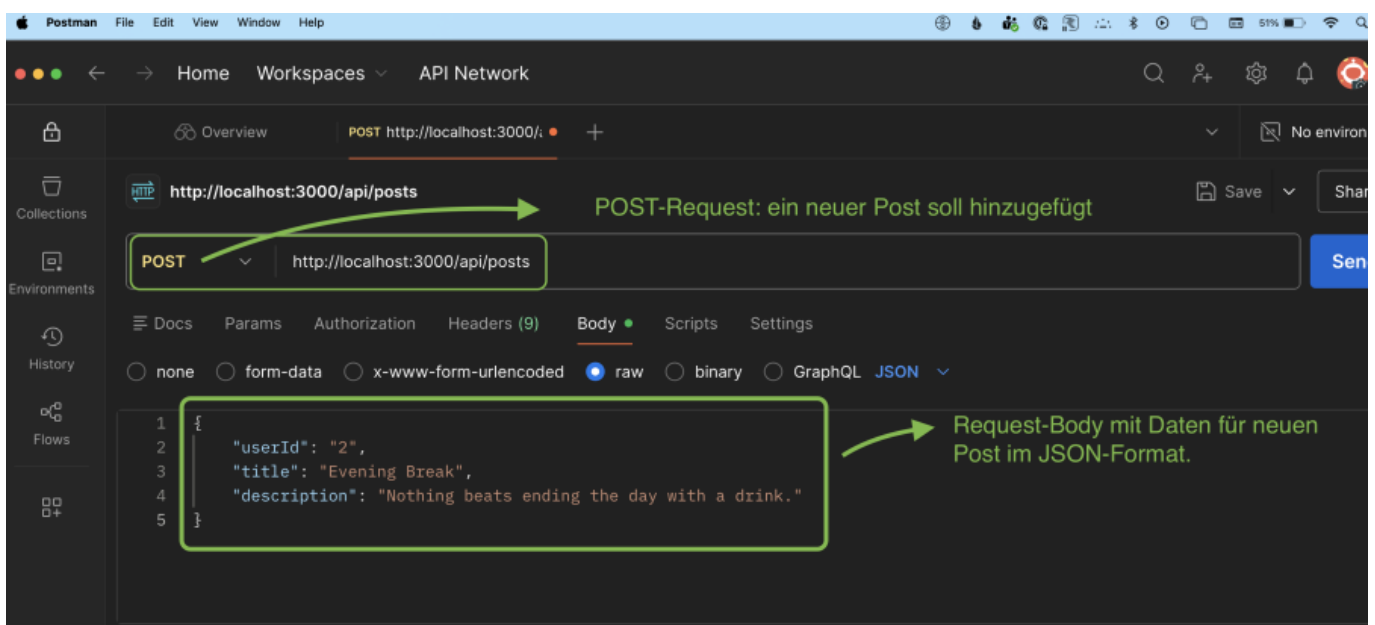 Postman File Edit View Window Help 51%
Home Workspaces API Network
Overview POST http://localhost:3000/ No environ
HTTP http://localhost:3000/api/posts Save Shar
POST-Request: ein neuer Post soll hinzugefügt
POST http://localhost:3000/api/posts Sen
Collections
Environments
History
Flows
Docs Params Authorization Headers (9) Body Scripts Settings
none form-data x-www-form-urlencoded raw binary GraphQL JSON
1 {
2 "userId": "2",
3 "title": "Evening Break",
4 "description": "Nothing beats ending the day with a drink."
5 }
Request-Body mit Daten für neuen
Post im JSON-Format.